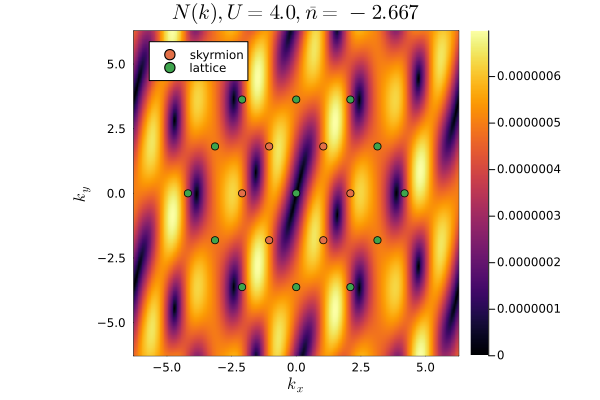 N(k), U = 4.0, n̄ = −2.667
skyrmion
lattice
5.0
2.5
0.0
−2.5
−5.0
k_y
−5.0 −2.5 0.0 2.5 5.0
k_x
0.0000006
0.0000005
0.0000004
0.0000003
0.0000002
0.0000001
0